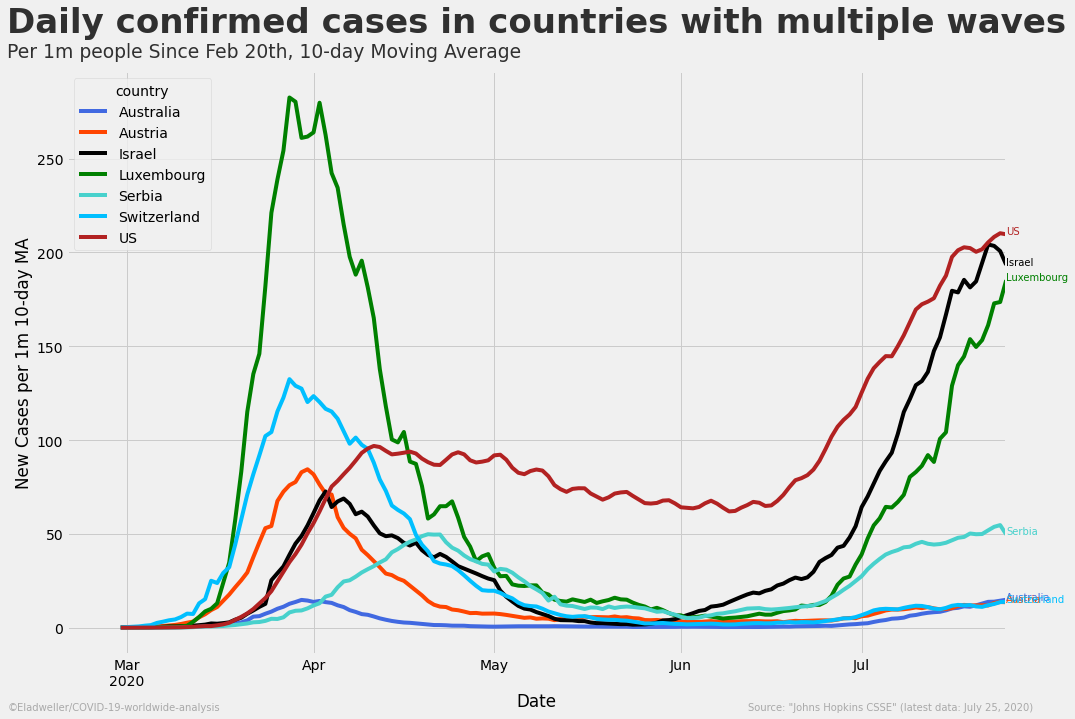 Daily confirmed cases in countries with multiple waves
Per 1m people Since Feb 20th, 10-day Moving Average
country
Australia
Austria
Israel
Luxembourg
Serbia
Switzerland
US
250
200
150
100
50
0
New Cases per 1m 10-day MA
US
Israel
Luxembourg
Serbia
Australia
Mar
2020
Apr
May
Jun
Jul
Date
©Eladweller/COVID-19-worldwide-analysis
Source: "Johns Hopkins CSSE" (latest data: July 25, 2020)